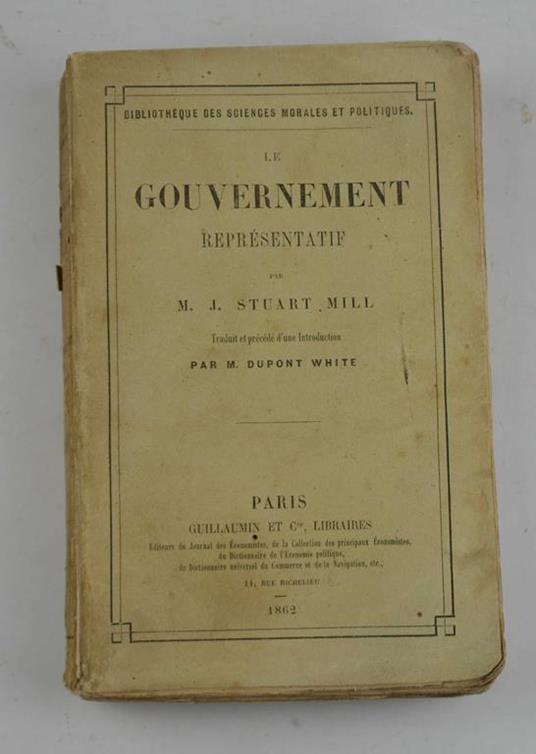 BIBLIOTHÈQUE DES SCIENCES MORALES ET POLITIQUES.
LE
GOUVERNEMENT
REPRÉSENTATIF
PAR
M. J. STUART MILL
Traduit et précédé d'une Introduction
PAR M. DUPONT WHITE
PARIS
GUILLAUMIN ET Cie, LIBRAIRES
Éditeurs du Journal des Économistes, de la Collection des principaux Économistes,
du Dictionnaire de l'Économie politique,
du Dictionnaire universel du Commerce et de la Navigation, etc.,
14, RUE RICHELIEU
1862